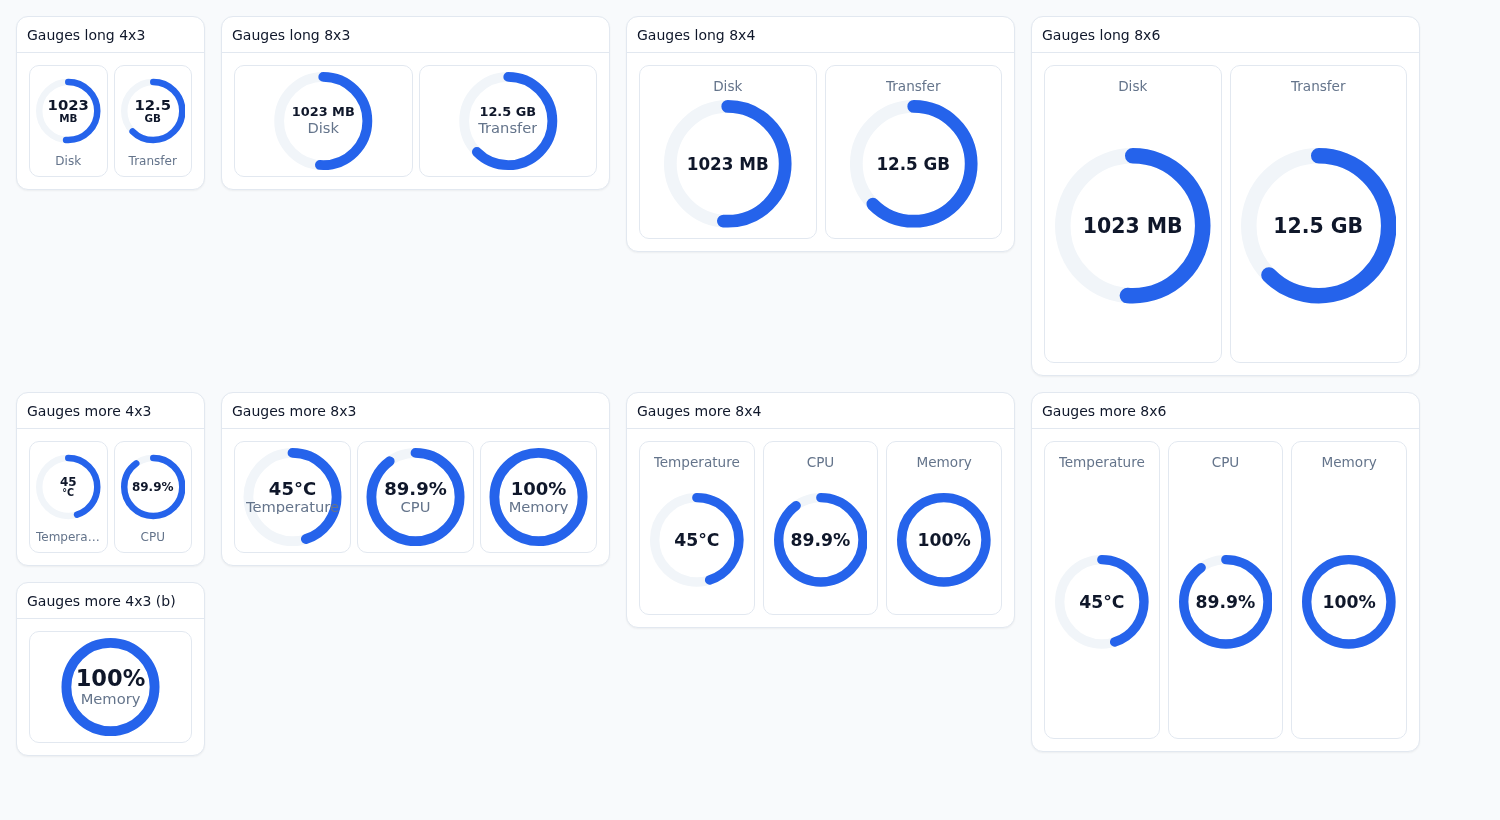 Gauges long 4x3
1023
MB
Disk
12.5
GB
Transfer
Gauges long 8x3
1023 MB
Disk
12.5 GB
Transfer
Gauges long 8x4
Disk
1023 MB
Transfer
12.5 GB
Gauges long 8x6
Disk
1023 MB
Transfer
12.5 GB
Gauges more 4x3
45
°C
Tempera...
89.9%
CPU
Gauges more 8x3
45°C
Temperature
89.9%
CPU
100%
Memory
Gauges more 8x4
Temperature
45°C
CPU
89.9%
Memory
100%
Gauges more 8x6
Temperature
45°C
CPU
89.9%
Memory
100%
Gauges more 4x3 (b)
100%
Memory